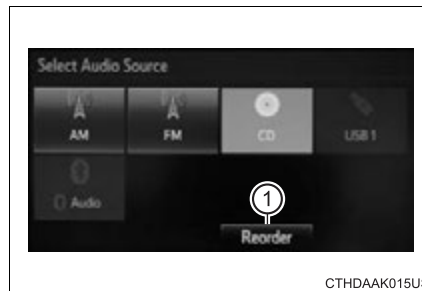 Select Audio Source
AM FM CD USB 1
Audio
1
Reorder
CTHDAAK015U